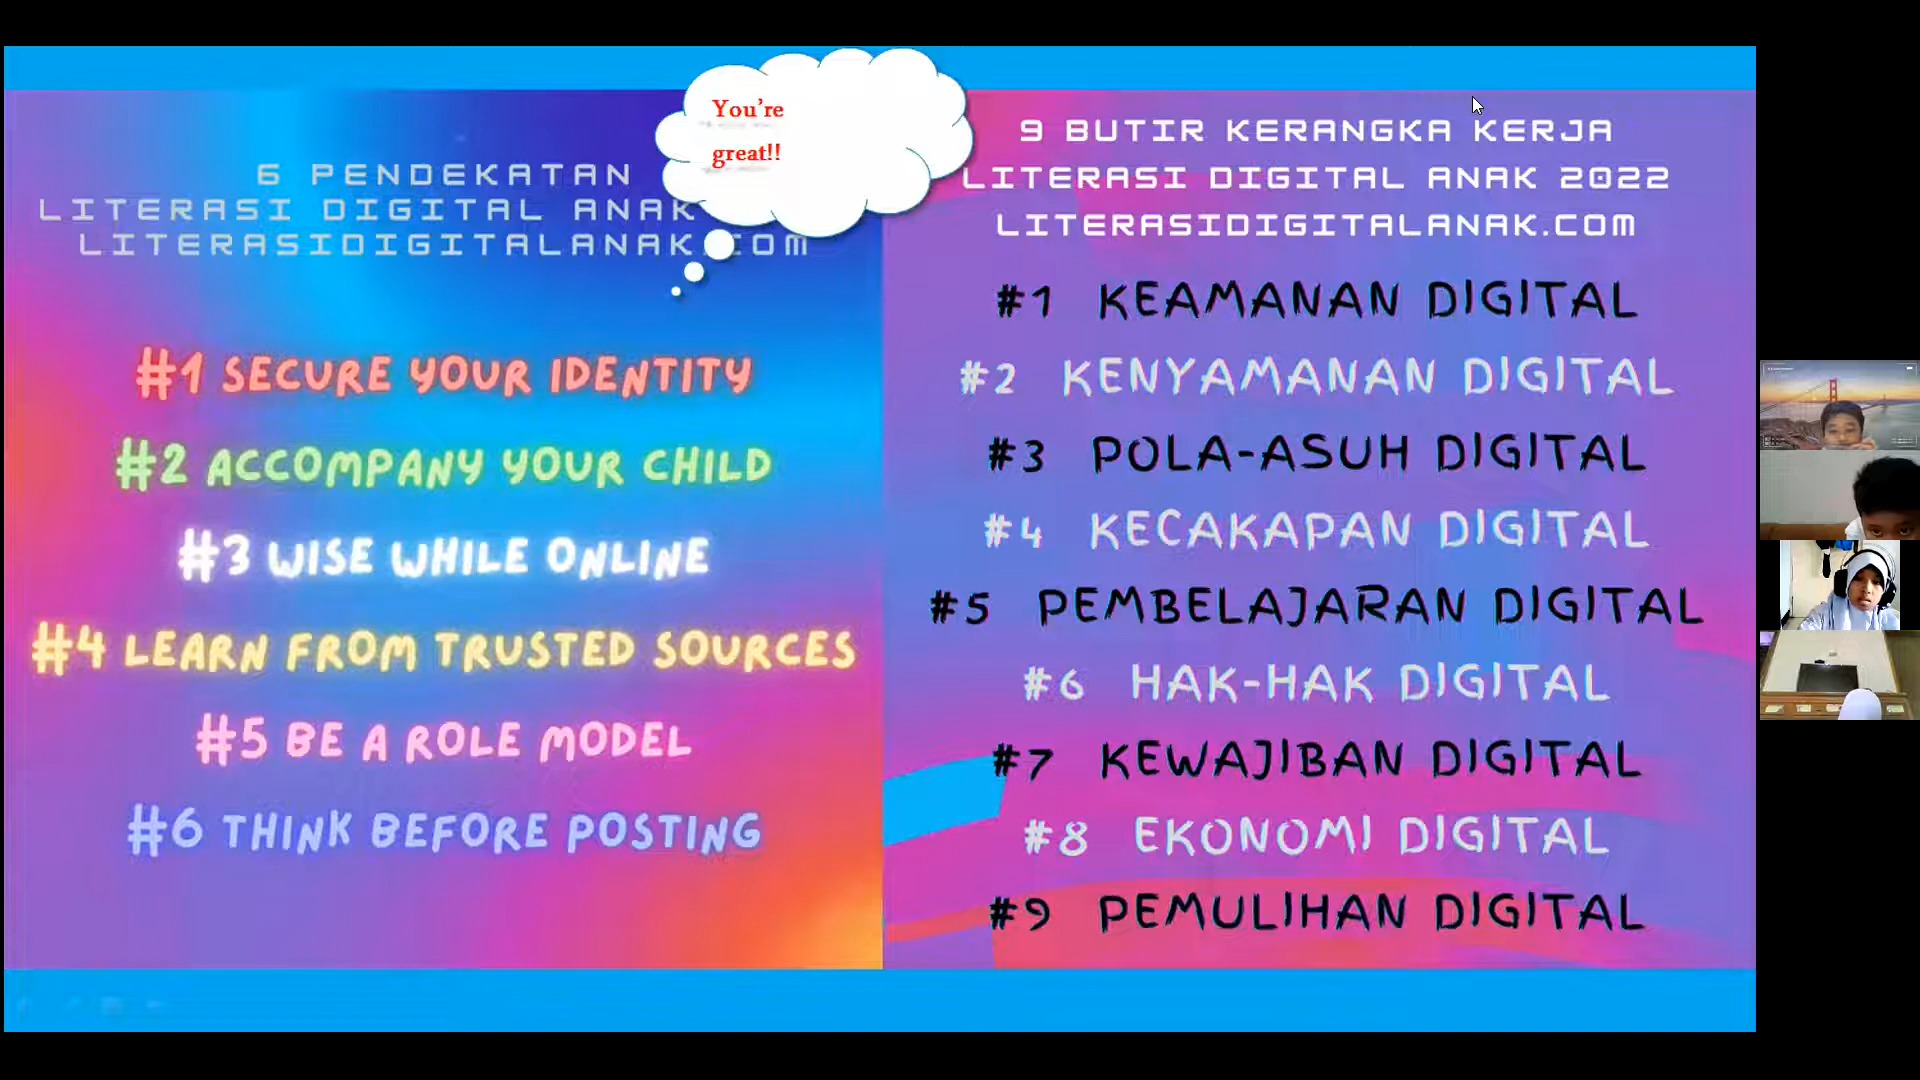 You're
great!!
6 PENDEKATAN
LITERASI DIGITAL ANAK
LITERASIDIGITALANAK.COM
#1 SECURE YOUR IDENTITY
#2 ACCOMPANY YOUR CHILD
#3 WISE WHILE ONLINE
#4 LEARN FROM TRUSTED SOURCES
#5 BE A ROLE MODEL
#6 THINK BEFORE POSTING
9 BUTIR KERANGKA KERJA
LITERASI DIGITAL ANAK 2022
LITERASIDIGITALANAK.COM
#1 KEAMANAN DIGITAL
#2 KENYAMANAN DIGITAL
#3 POLA-ASUH DIGITAL
#4 KECAKAPAN DIGITAL
#5 PEMBELAJARAN DIGITAL
#6 HAK-HAK DIGITAL
#7 KEWAJIBAN DIGITAL
#8 EKONOMI DIGITAL
#9 PEMULIHAN DIGITAL